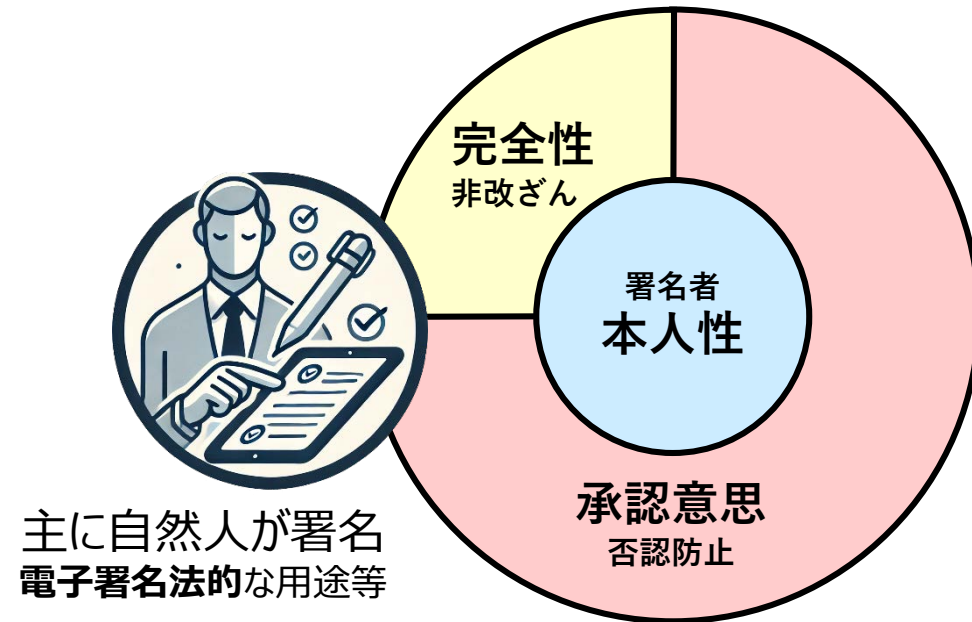 完全性
非改ざん
署名者
本人性
承認意思
否認防止
主に自然人が署名
電子署名法的な用途等